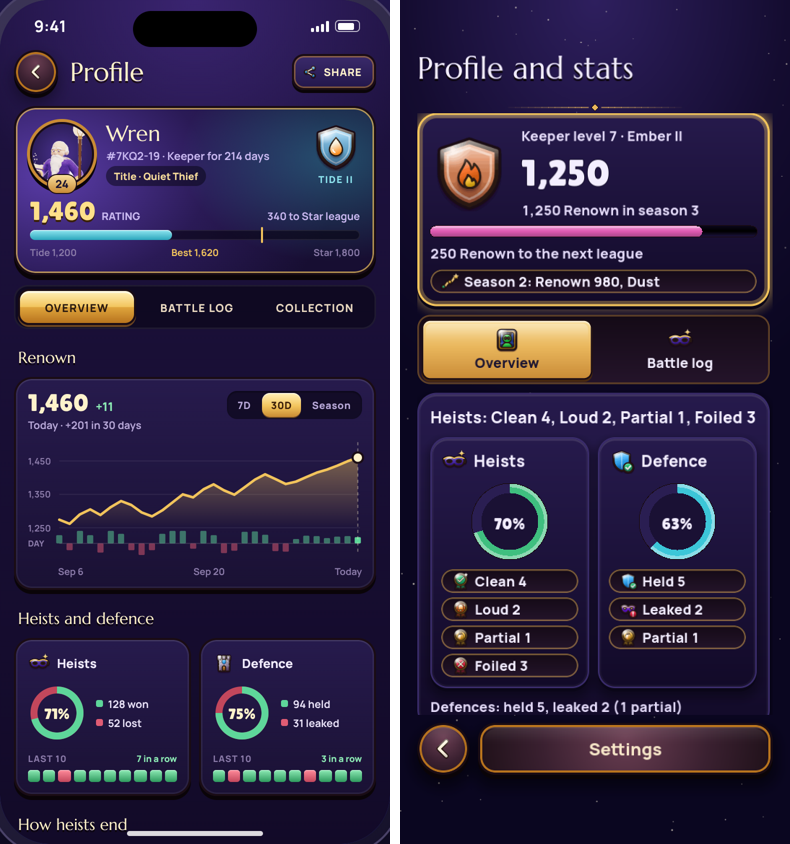 9:41
Profile
SHARE
Wren
#7KQ2-19 · Keeper for 214 days
Title · Quiet Thief
24
TIDE II
1,460 RATING
340 to Star league
Tide 1,200
Best 1,620
Star 1,800
OVERVIEW
BATTLE LOG
COLLECTION
Renown
1,460 +11
Today · +201 in 30 days
7D
30D
Season
1,450
1,350
1,250
DAY
Sep 6
Sep 20
Today
Heists and defence
Heists
71%
128 won
52 lost
LAST 10
7 in a row
Defence
75%
94 held
31 leaked
LAST 10
3 in a row
How heists end
Profile and stats
Keeper level 7 · Ember II
1,250
1,250 Renown in season 3
250 Renown to the next league
Season 2: Renown 980, Dust
Overview
Battle log
Heists: Clean 4, Loud 2, Partial 1, Foiled 3
Heists
70%
Clean 4
Loud 2
Partial 1
Foiled 3
Defence
63%
Held 5
Leaked 2
Partial 1
Defences: held 5, leaked 2 (1 partial)
Settings